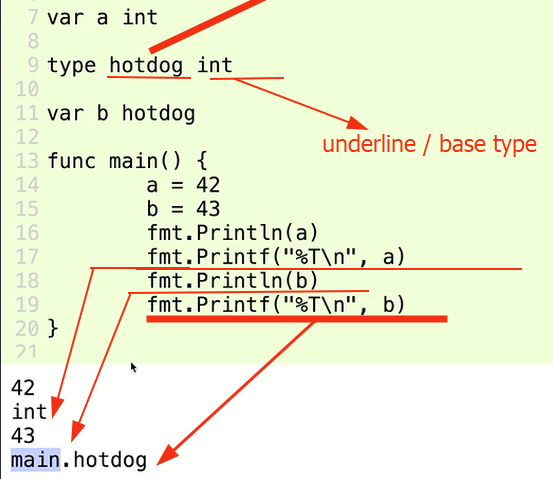 7 var a int
8
9 type hotdog int
10
11 var b hotdog
underline / base type
12
13 func main() {
14 a = 42
15 b = 43
16 fmt.Println(a)
17 fmt.Printf("%T\n", a)
18 fmt.Println(b)
19 fmt.Printf("%T\n", b)
20 }
21
42
int
43
main.hotdog